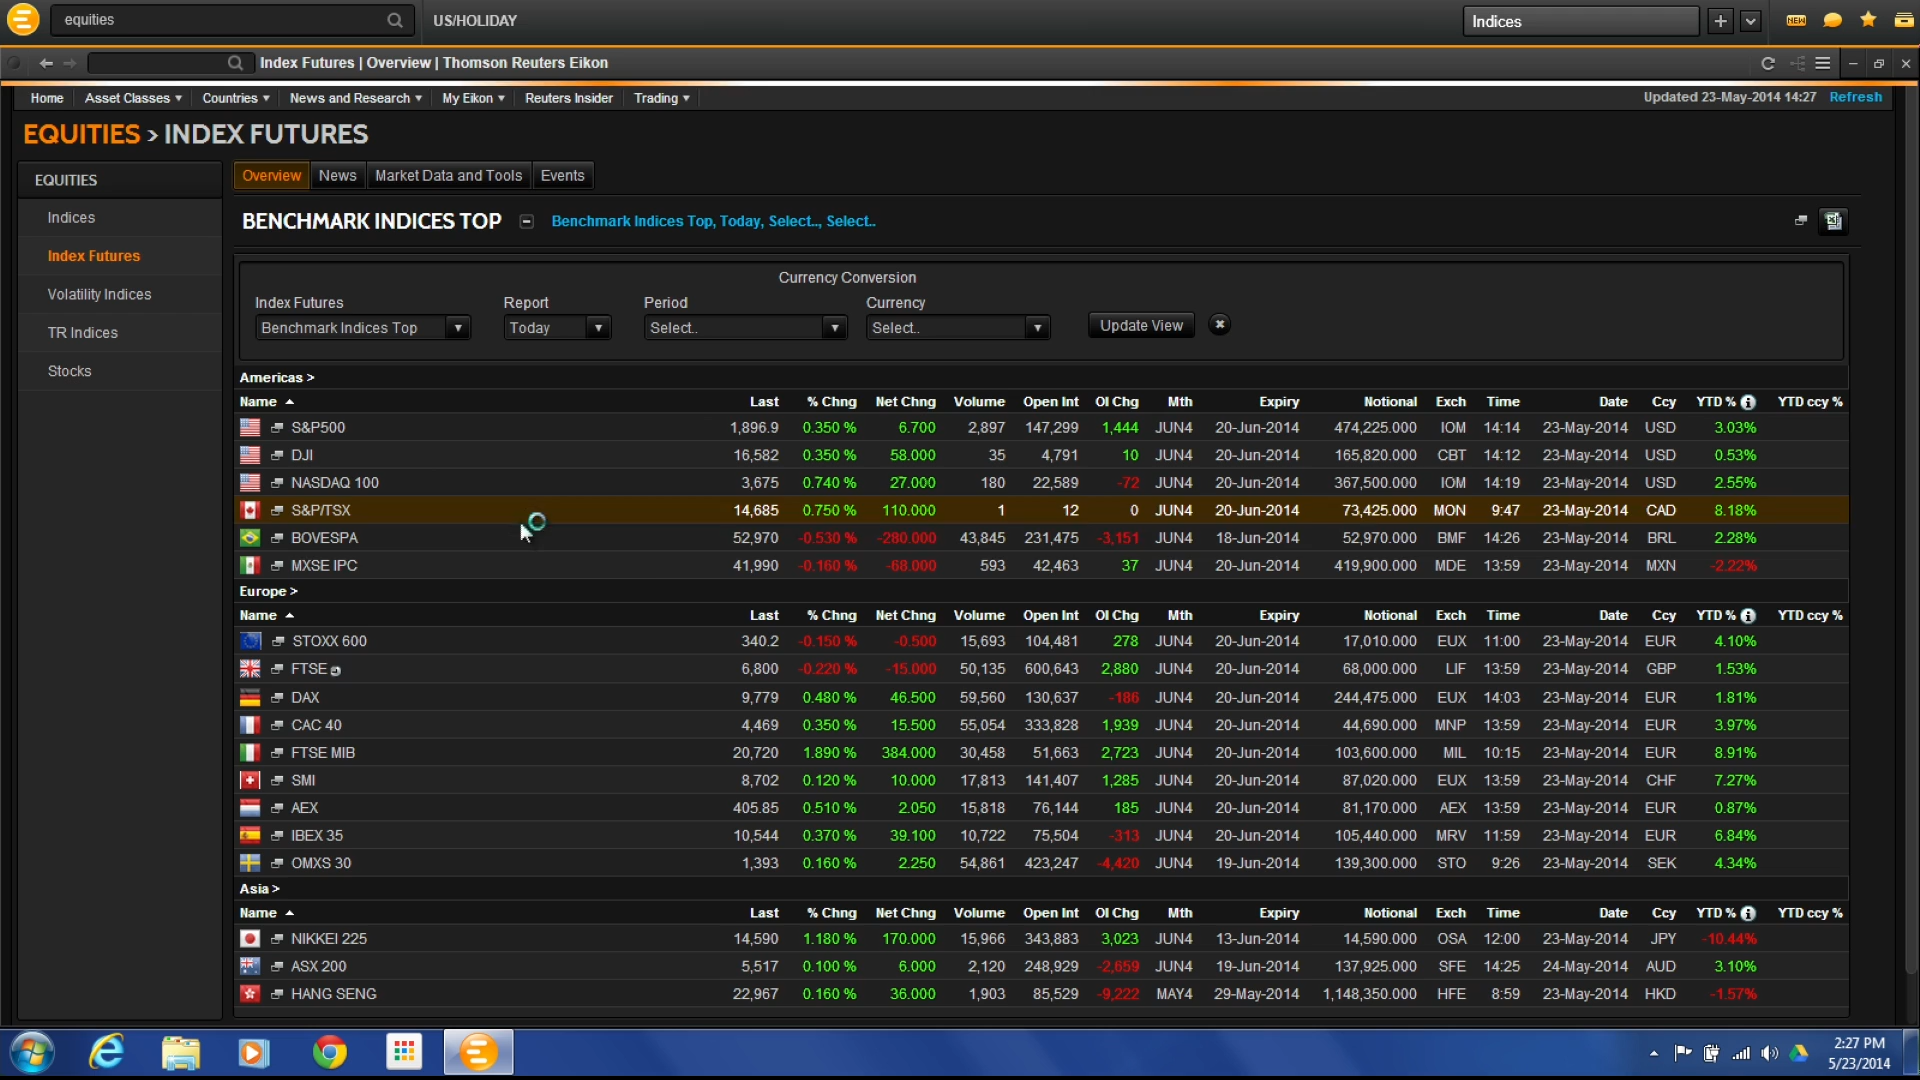 equities
US/HOLIDAY
Indices
NEW
Index Futures | Overview | Thomson Reuters Eikon
Home Asset Classes Countries News and Research My Eikon Reuters Insider Trading
Updated 23-May-2014 14:27 Refresh
EQUITIES > INDEX FUTURES
EQUITIES
Indices
Index Futures
Volatility Indices
TR Indices
Stocks
Overview News Market Data and Tools Events
BENCHMARK INDICES TOP Benchmark Indices Top, Today, Select.., Select..
Currency Conversion
Index Futures Report Period Currency
Benchmark Indices Top Today Select.. Select.. Update View
Americas >
Name Last % Chng Net Chng Volume Open Int OI Chg Mth Expiry Notional Exch Time Date Ccy YTD % YTD ccy %
S&P500 1,896.9 0.350 % 6.700 2,897 147,299 1,444 JUN4 20-Jun-2014 474,225.000 IOM 14:14 23-May-2014 USD 3.03%
DJI 16,582 0.350 % 58.000 35 4,791 10 JUN4 20-Jun-2014 165,820.000 CBT 14:12 23-May-2014 USD 0.53%
NASDAQ 100 3,675 0.740 % 27.000 180 22,589 -72 JUN4 20-Jun-2014 367,500.000 IOM 14:19 23-May-2014 USD 2.55%
S&P/TSX 14,685 0.750 % 110.000 1 12 0 JUN4 20-Jun-2014 73,425.000 MON 9:47 23-May-2014 CAD 8.18%
BOVESPA 52,970 -0.530 % -280.000 43,845 231,475 -3,151 JUN4 18-Jun-2014 52,970.000 BMF 14:26 23-May-2014 BRL 2.28%
MXSE IPC 41,990 -0.160 % -68.000 593 42,463 37 JUN4 20-Jun-2014 419,900.000 MDE 13:59 23-May-2014 MXN -2.22%
Europe >
Name Last % Chng Net Chng Volume Open Int OI Chg Mth Expiry Notional Exch Time Date Ccy YTD % YTD ccy %
STOXX 600 340.2 -0.150 % -0.500 15,693 104,481 278 JUN4 20-Jun-2014 17,010.000 EUX 11:00 23-May-2014 EUR 4.10%
FTSE 6,800 -0.220 % -15.000 50,135 600,643 2,880 JUN4 20-Jun-2014 68,000.000 LIF 13:59 23-May-2014 GBP 1.53%
DAX 9,779 0.480 % 46.500 59,560 130,637 -186 JUN4 20-Jun-2014 244,475.000 EUX 14:03 23-May-2014 EUR 1.81%
CAC 40 4,469 0.350 % 15.500 55,054 333,828 1,939 JUN4 20-Jun-2014 44,690.000 MNP 13:59 23-May-2014 EUR 3.97%
FTSE MIB 20,720 1.890 % 384.000 30,458 51,663 2,723 JUN4 20-Jun-2014 103,600.000 MIL 10:15 23-May-2014 EUR 8.91%
SMI 8,702 0.120 % 10.000 17,813 141,407 1,285 JUN4 20-Jun-2014 87,020.000 EUX 13:59 23-May-2014 CHF 7.27%
AEX 405.85 0.510 % 2.050 15,818 76,144 185 JUN4 20-Jun-2014 81,170.000 AEX 13:59 23-May-2014 EUR 0.87%
IBEX 35 10,544 0.370 % 39.100 10,722 75,504 -313 JUN4 20-Jun-2014 105,440.000 MRV 11:59 23-May-2014 EUR 6.84%
OMXS 30 1,393 0.160 % 2.250 54,861 423,247 -4,420 JUN4 19-Jun-2014 139,300.000 STO 9:26 23-May-2014 SEK 4.34%
Asia >
Name Last % Chng Net Chng Volume Open Int OI Chg Mth Expiry Notional Exch Time Date Ccy YTD % YTD ccy %
NIKKEI 225 14,590 1.180 % 170.000 15,966 343,883 3,023 JUN4 13-Jun-2014 14,590.000 OSA 12:00 23-May-2014 JPY -10.44%
ASX 200 5,517 0.100 % 6.000 2,120 248,929 -2,659 JUN4 19-Jun-2014 137,925.000 SFE 14:25 24-May-2014 AUD 3.10%
HANG SENG 22,967 0.160 % 36.000 1,903 85,529 -9,222 MAY4 29-May-2014 1,148,350.000 HFE 8:59 23-May-2014 HKD -1.57%
2:27 PM
5/23/2014